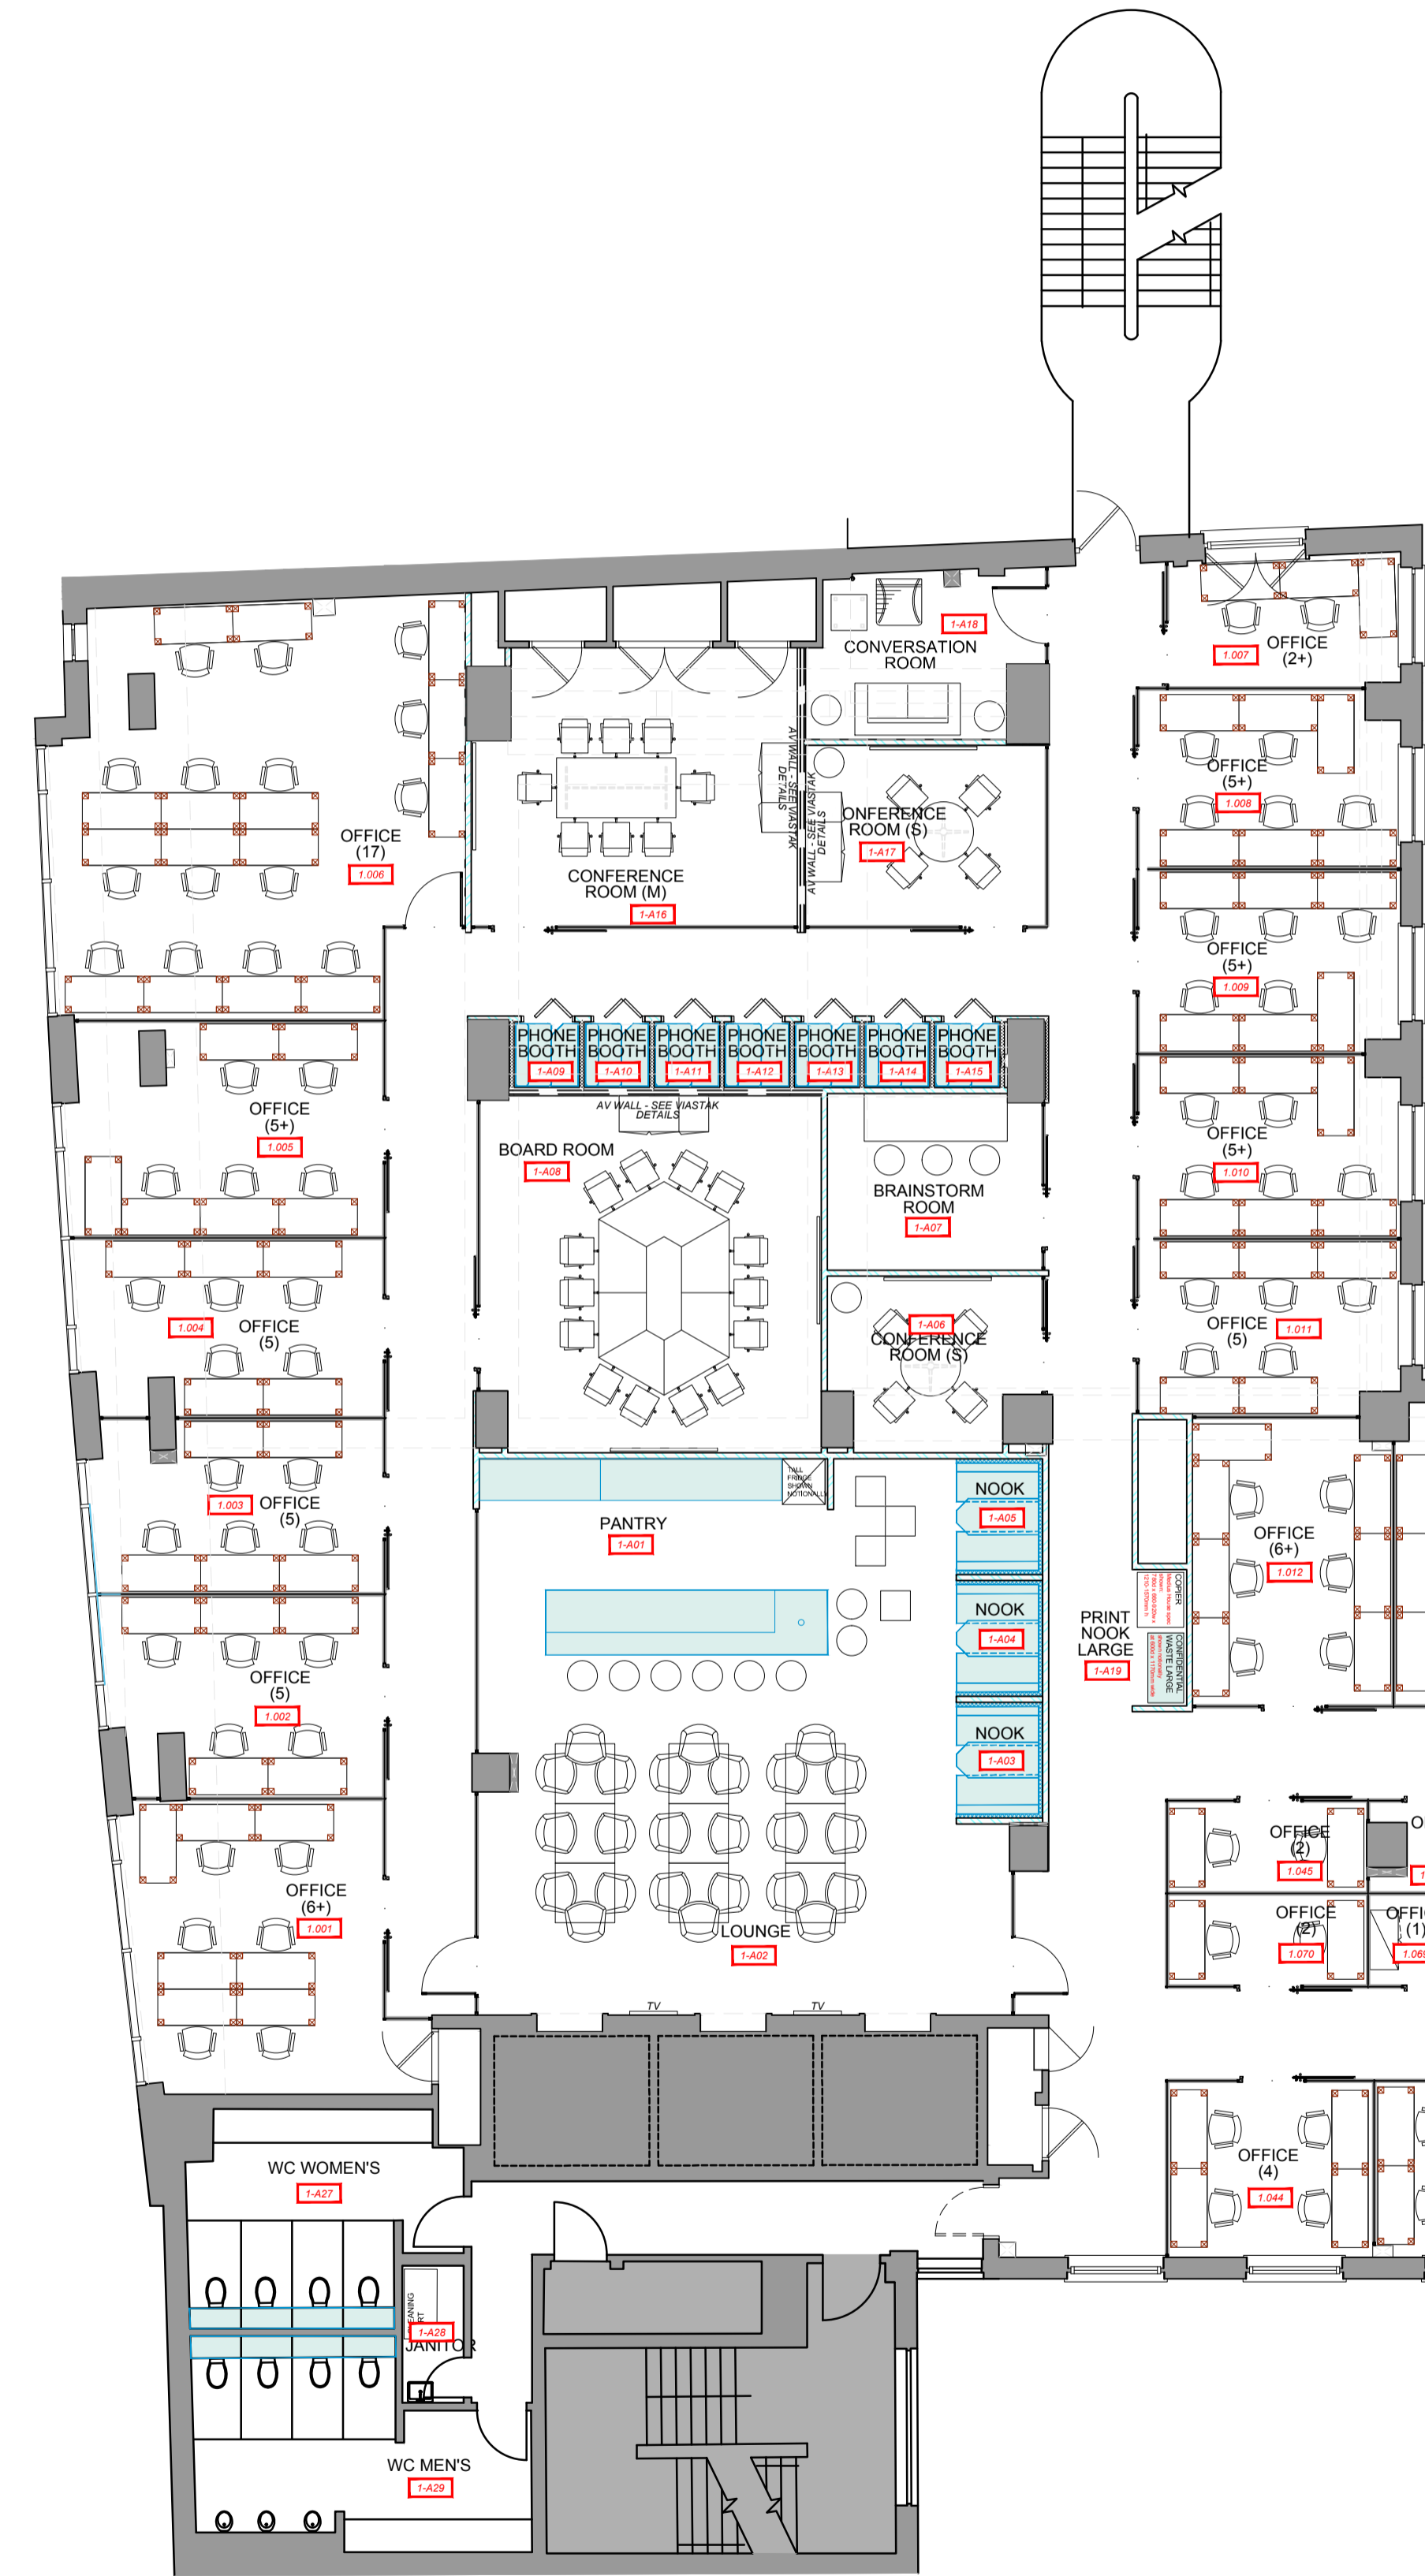 1-A18
CONVERSATION
ROOM
OFFICE
(2+)
1.007
OFFICE
(5+)
1.008
AV WALL - SEE VIASTAK
DETAILS
AV WALL - SEE VIASTAK
DETAILS
ONFERENCE
ROOM (S)
1-A17
OFFICE
(17)
1.006
CONFERENCE
ROOM (M)
1-A16
OFFICE
(5+)
1.009
PHONE
BOOTH
1-A09
PHONE
BOOTH
1-A10
PHONE
BOOTH
1-A11
PHONE
BOOTH
1-A12
PHONE
BOOTH
1-A13
PHONE
BOOTH
1-A14
PHONE
BOOTH
1-A15
AV WALL - SEE VIASTAK
DETAILS
OFFICE
(5+)
1.005
BOARD ROOM
1-A08
OFFICE
(5+)
1.010
BRAINSTORM
ROOM
1-A07
1.004
OFFICE
(5)
1-A06
CONFERENCE
ROOM (S)
OFFICE
(5)
1.011
TALL
FRIDGE
SHOWN
NOTIONALLY
NOOK
1-A05
1.003
OFFICE
(5)
PANTRY
1-A01
OFFICE
(6+)
1.012
COPIER
CONFIDENTIAL
WASTE LARGE
shown notionally
NOOK
1-A04
PRINT
NOOK
LARGE
1-A19
OFFICE
(5)
1.002
NOOK
1-A03
OFFICE
(2)
1.045
OFFICE
(6+)
1.001
OFFICE
(2)
1.070
(1)
LOUNGE
1-A02
TV
TV
OFFICE
(4)
1.044
WC WOMEN'S
1-A27
1-A28
JANITOR
WC MEN'S
1-A29